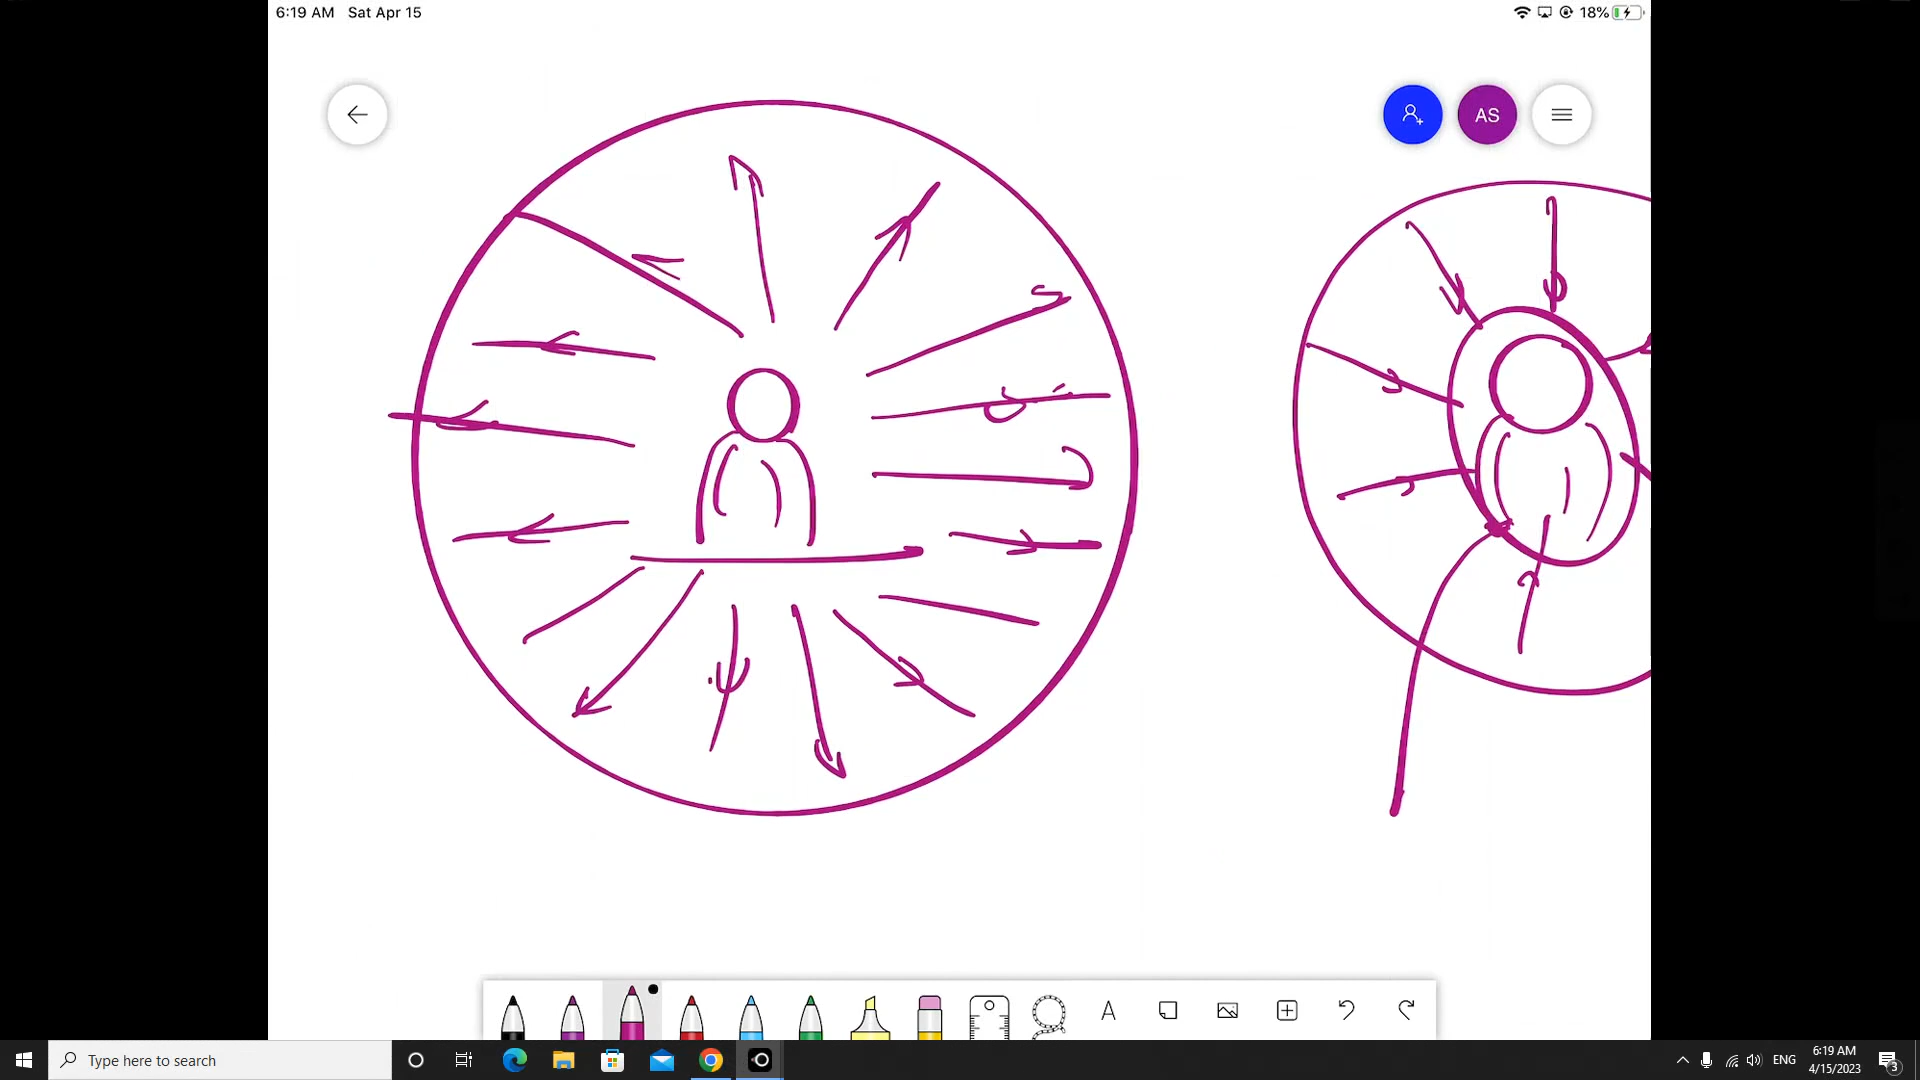 6:19 AM Sat Apr 15
18%
AS
A
Type here to search
ENG
6:19 AM
4/15/2023
3